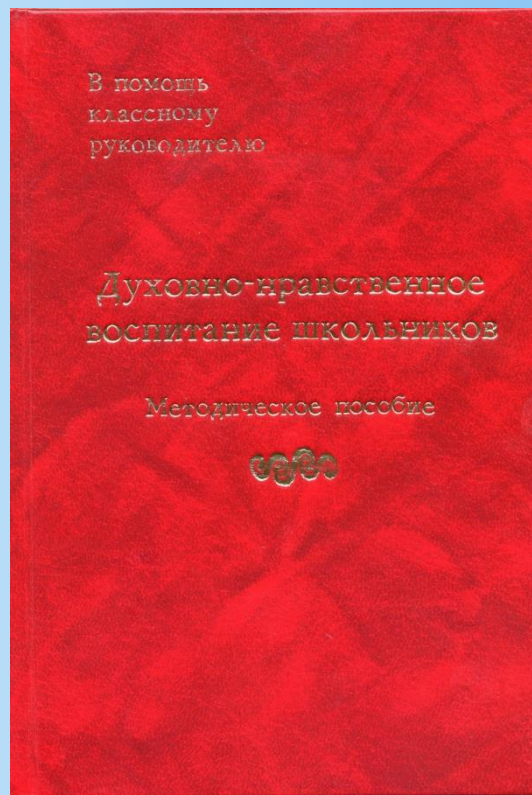 В помощь
классному
руководителю
Духовно-нравственное
воспитание школьников
Методическое пособие